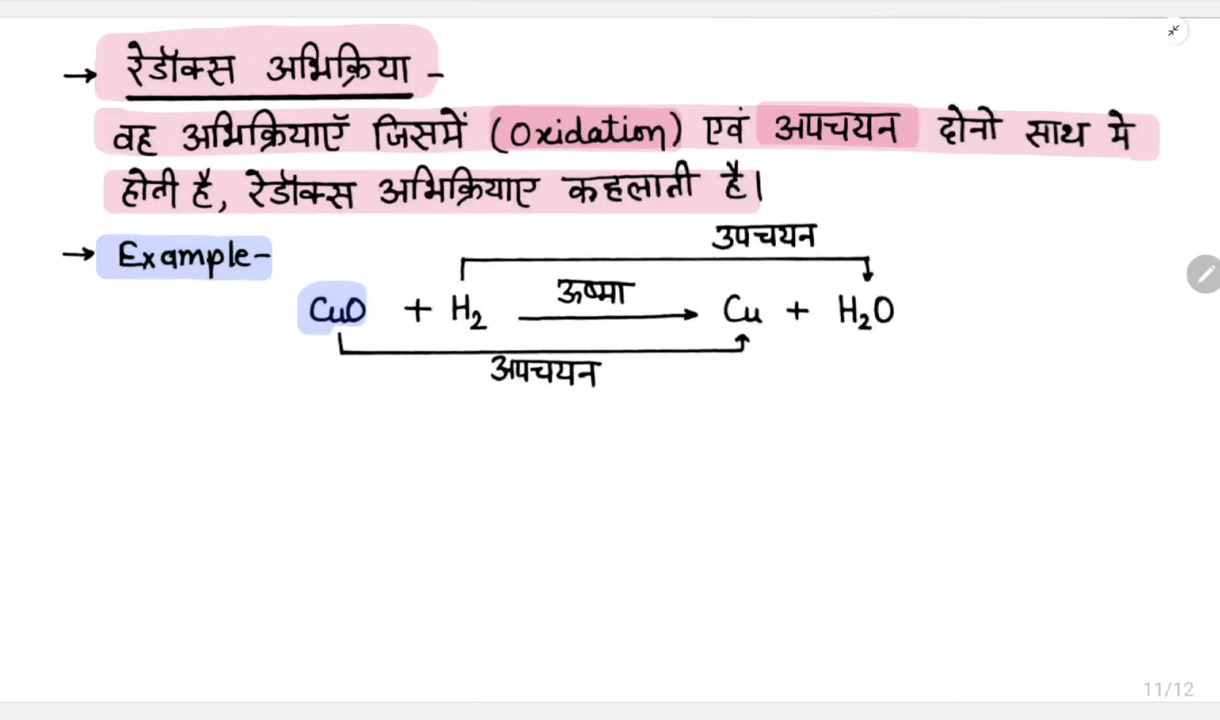 → रेडॉक्स अभिक्रिया -
वह अभिक्रियाएँ जिसमें (Oxidation) एवं अपचयन दोनो साथ मे
होती है, रेडॉक्स अभिक्रियाए कहलाती है।
→ Example-
उपचयन
ऊष्मा
CuO + H₂ → Cu + H₂O
अपचयन
11/12